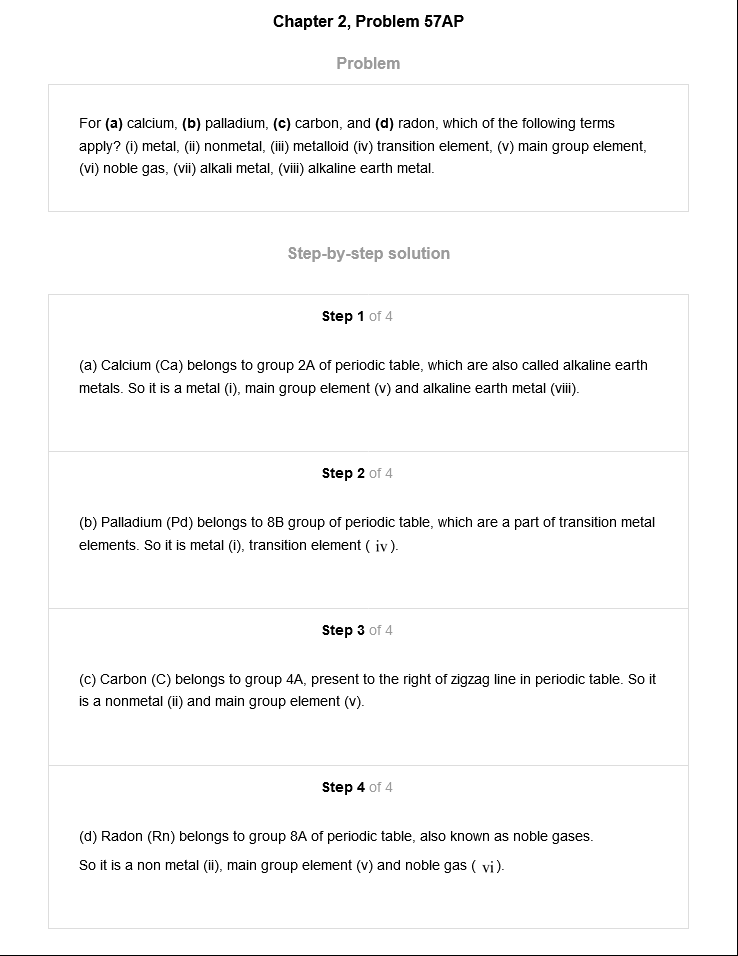 Chapter 2, Problem 57AP
Problem
For (a) calcium, (b) palladium, (c) carbon, and (d) radon, which of the following terms
apply? (i) metal, (ii) nonmetal, (iii) metalloid (iv) transition element, (v) main group element,
(vi) noble gas, (vii) alkali metal, (viii) alkaline earth metal.
Step-by-step solution
Step 1 of 4
(a) Calcium (Ca) belongs to group 2A of periodic table, which are also called alkaline earth
metals. So it is a metal (i), main group element (v) and alkaline earth metal (viii).
Step 2 of 4
(b) Palladium (Pd) belongs to 8B group of periodic table, which are a part of transition metal
elements. So it is metal (i), transition element ( iv ).
Step 3 of 4
(c) Carbon (C) belongs to group 4A, present to the right of zigzag line in periodic table. So it
is a nonmetal (ii) and main group element (v).
Step 4 of 4
(d) Radon (Rn) belongs to group 8A of periodic table, also known as noble gases.
So it is a non metal (ii), main group element (v) and noble gas ( vi ).